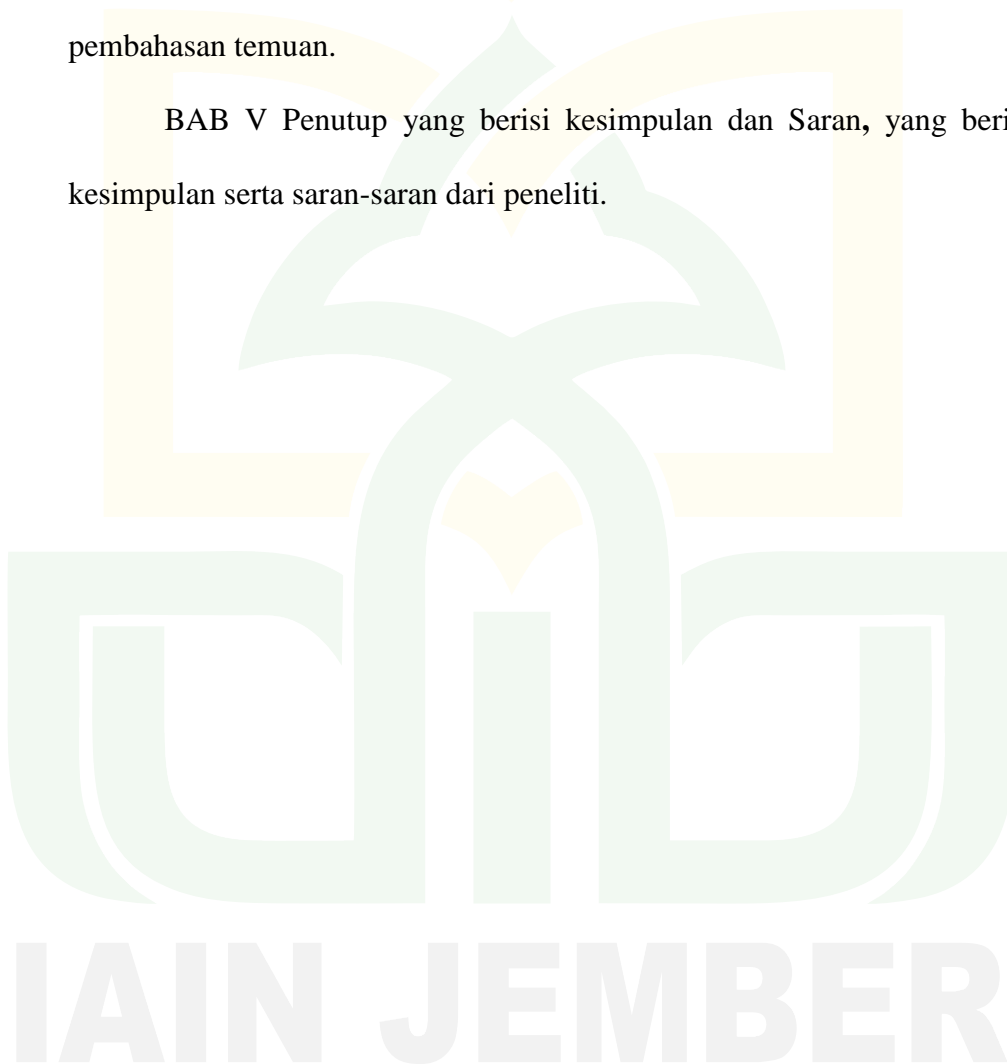 pembahasan temuan.
BAB V Penutup yang berisi kesimpulan dan Saran, yang beri
kesimpulan serta saran-saran dari peneliti.
IAIN JEMBER